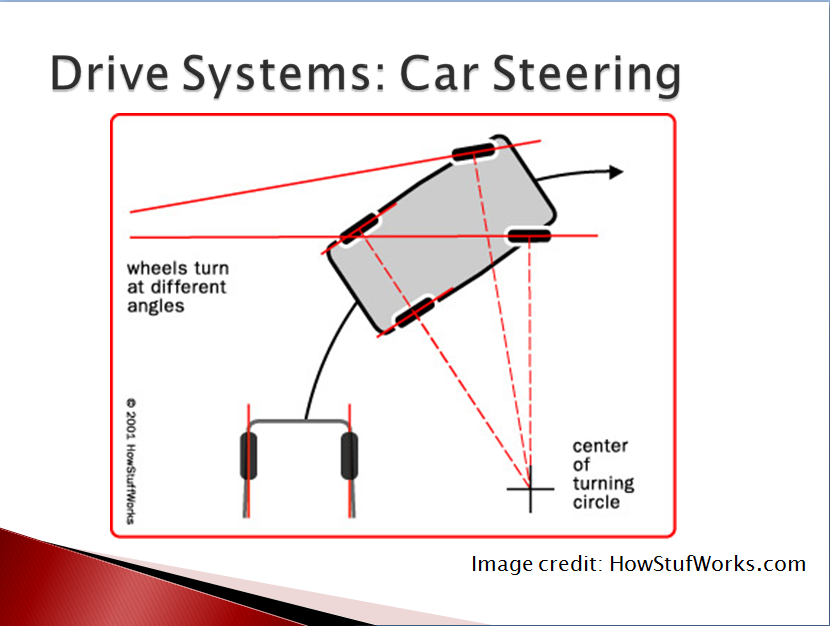 Drive Systems: Car Steering
wheels turn
at different
angles
© 2001 HowStuffWorks
center
of
turning
circle
Image credit: HowStufWorks.com